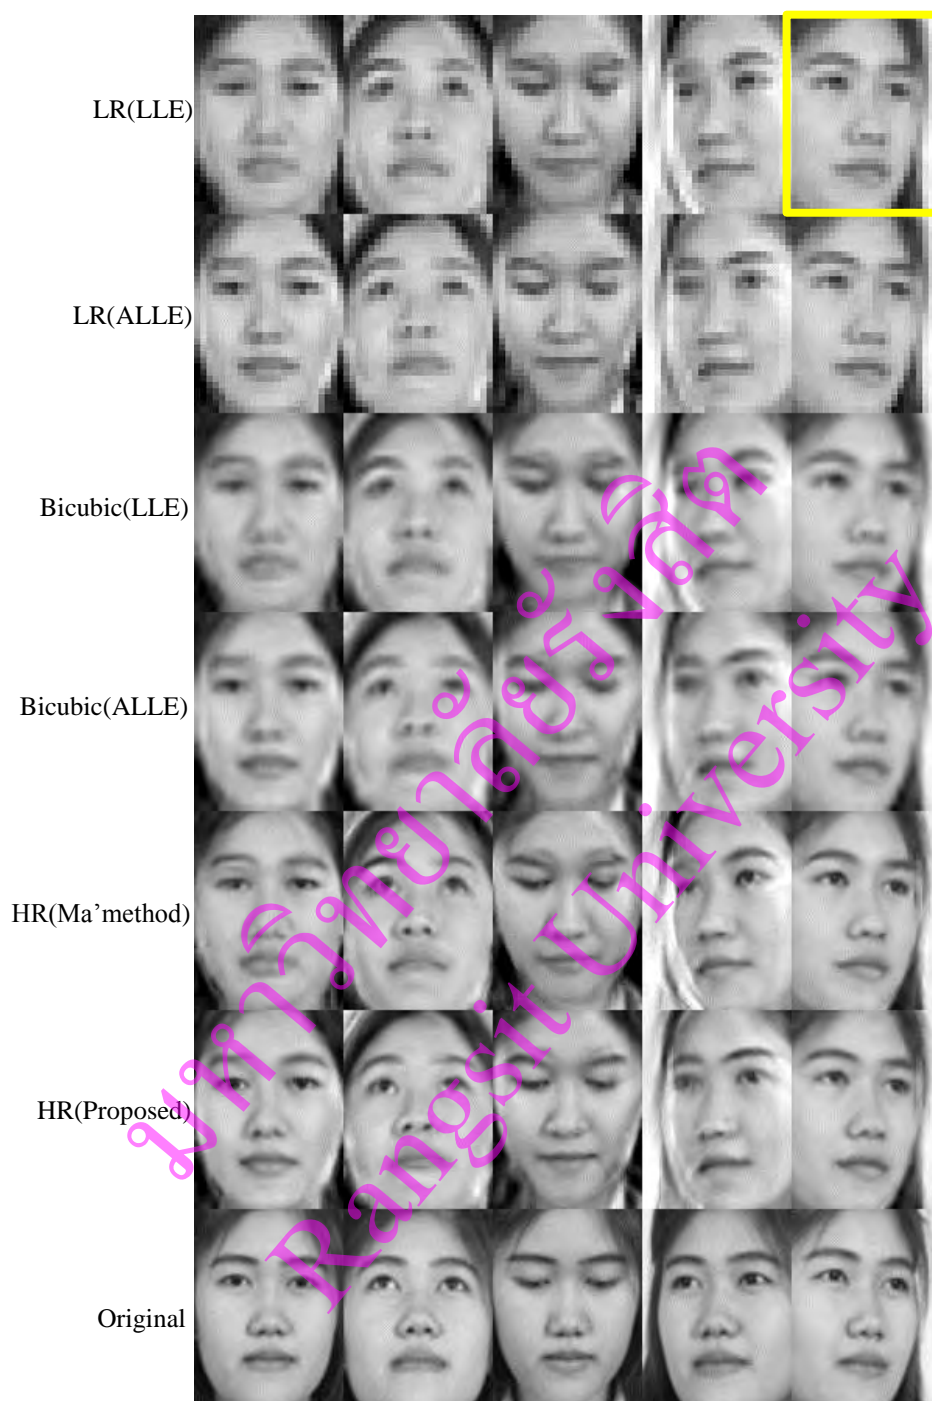 LR(LLE)
LR(ALLE)
Bicubic(LLE)
Bicubic(ALLE)
HR(Ma’method)
HR(Proposed)
Original
มหาวิทยาลัยรังสิต
Rangsit University